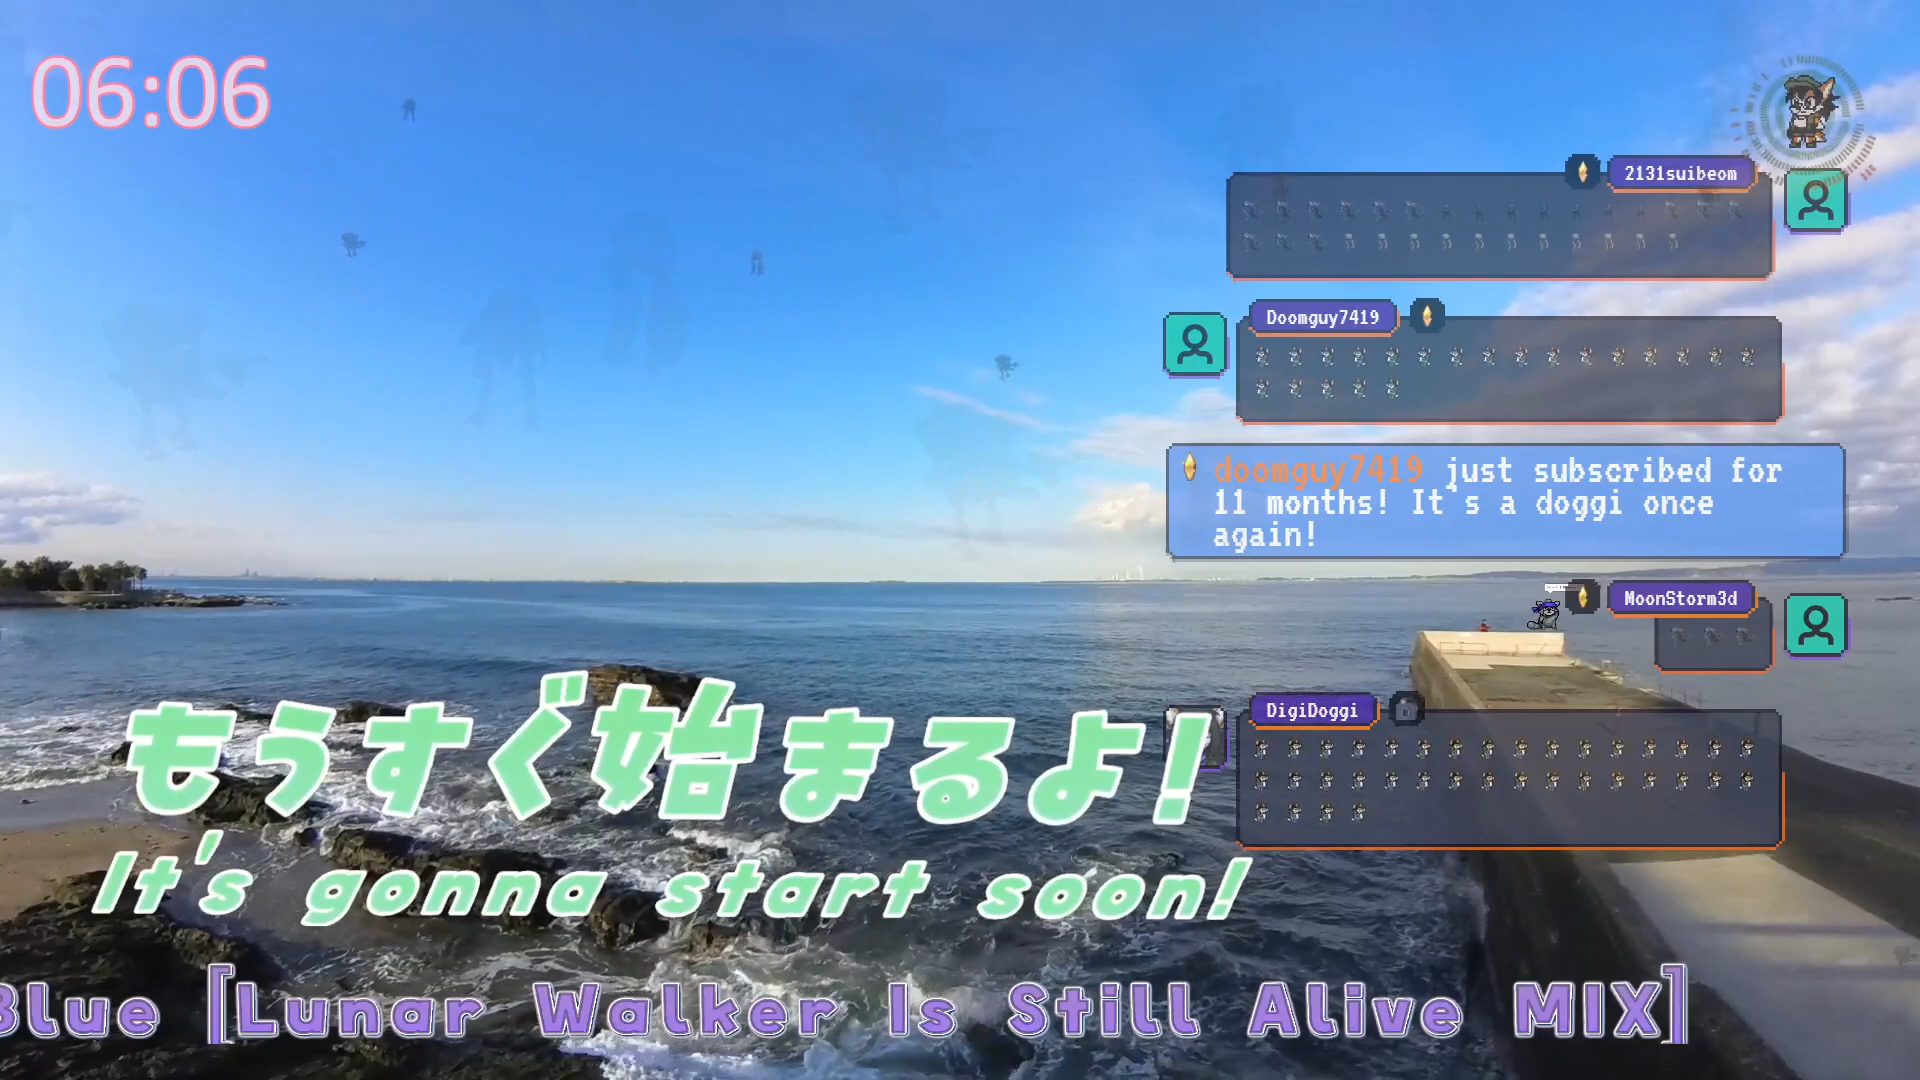 06:06
2131suibeom
Doomguy7419
doomguy7419 just subscribed for
11 months! It's a doggi once
again!
MoonStorm3d
DigiDoggi
もうすぐ始まるよ!
It's gonna start soon!
Blue [Lunar Walker Is Still Alive MIX]